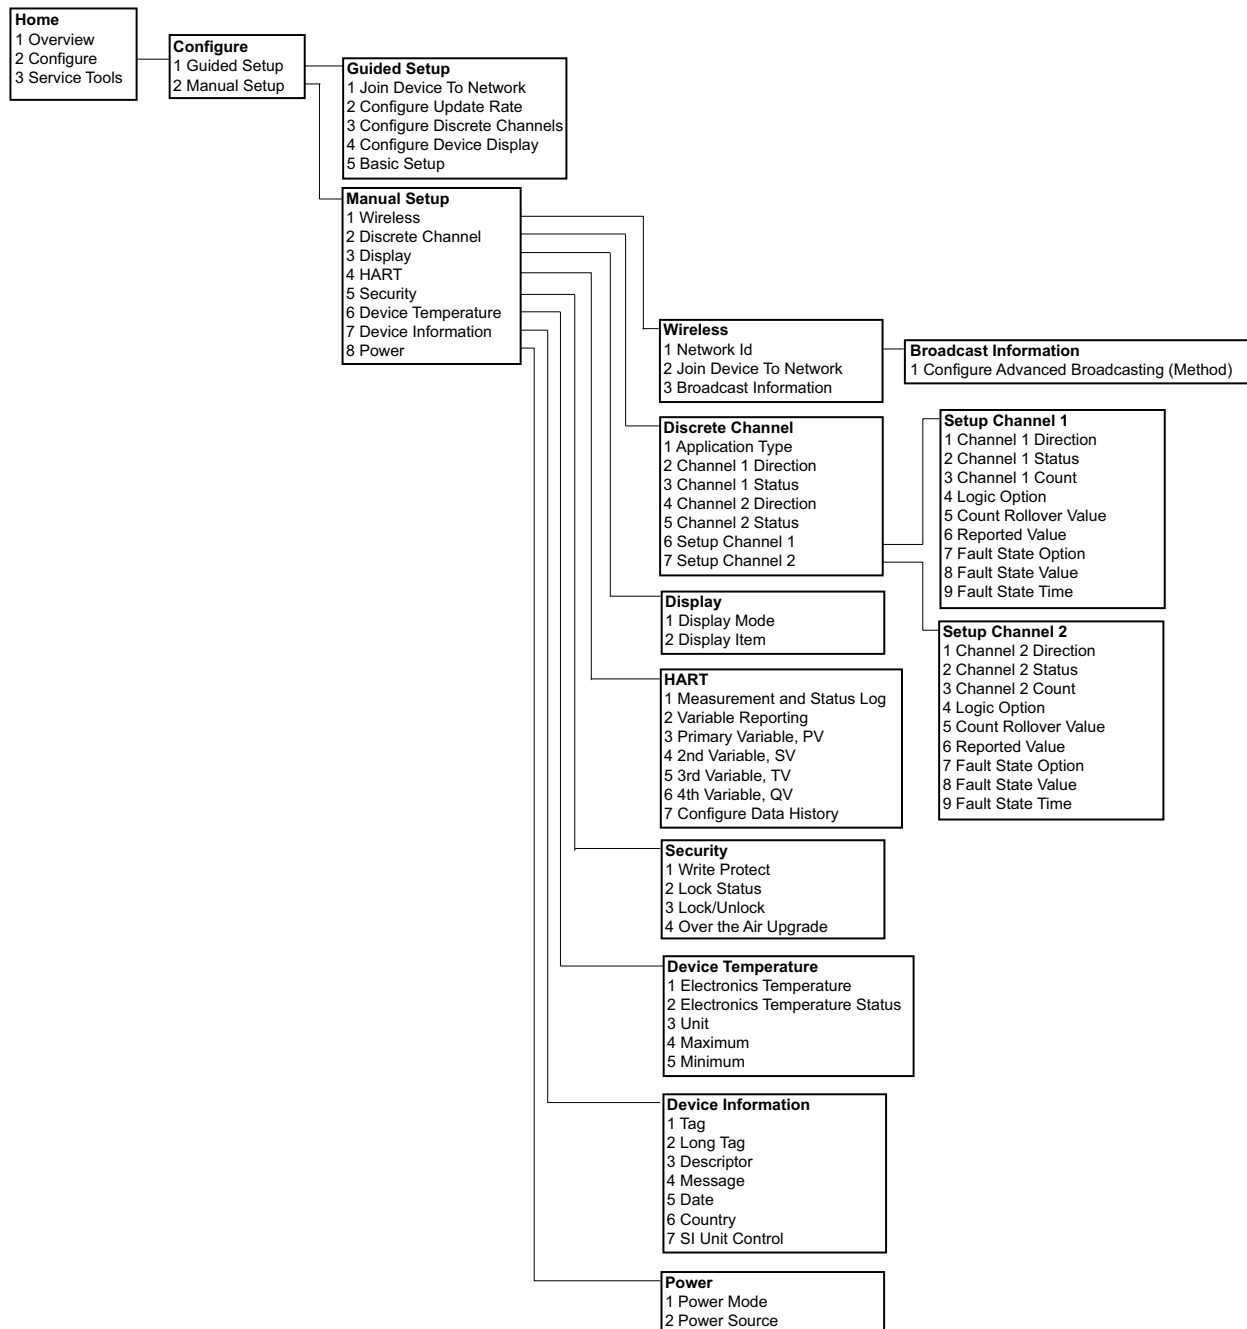 Home
1 Overview
2 Configure
3 Service Tools
Configure
1 Guided Setup
2 Manual Setup
Guided Setup
1 Join Device To Network
2 Configure Update Rate
3 Configure Discrete Channels
4 Configure Device Display
5 Basic Setup
Manual Setup
1 Wireless
2 Discrete Channel
3 Display
4 HART
5 Security
6 Device Temperature
7 Device Information
8 Power
Wireless
1 Network Id
2 Join Device To Network
3 Broadcast Information
Broadcast Information
1 Configure Advanced Broadcasting (Method)
Discrete Channel
1 Application Type
2 Channel 1 Direction
3 Channel 1 Status
4 Channel 2 Direction
5 Channel 2 Status
6 Setup Channel 1
7 Setup Channel 2
Setup Channel 1
1 Channel 1 Direction
2 Channel 1 Status
3 Channel 1 Count
4 Logic Option
5 Count Rollover Value
6 Reported Value
7 Fault State Option
8 Fault State Value
9 Fault State Time
Setup Channel 2
1 Channel 2 Direction
2 Channel 2 Status
3 Channel 2 Count
4 Logic Option
5 Count Rollover Value
6 Reported Value
7 Fault State Option
8 Fault State Value
9 Fault State Time
Display
1 Display Mode
2 Display Item
HART
1 Measurement and Status Log
2 Variable Reporting
3 Primary Variable, PV
4 2nd Variable, SV
5 3rd Variable, TV
6 4th Variable, QV
7 Configure Data History
Security
1 Write Protect
2 Lock Status
3 Lock/Unlock
4 Over the Air Upgrade
Device Temperature
1 Electronics Temperature
2 Electronics Temperature Status
3 Unit
4 Maximum
5 Minimum
Device Information
1 Tag
2 Long Tag
3 Descriptor
4 Message
5 Date
6 Country
7 SI Unit Control
Power
1 Power Mode
2 Power Source